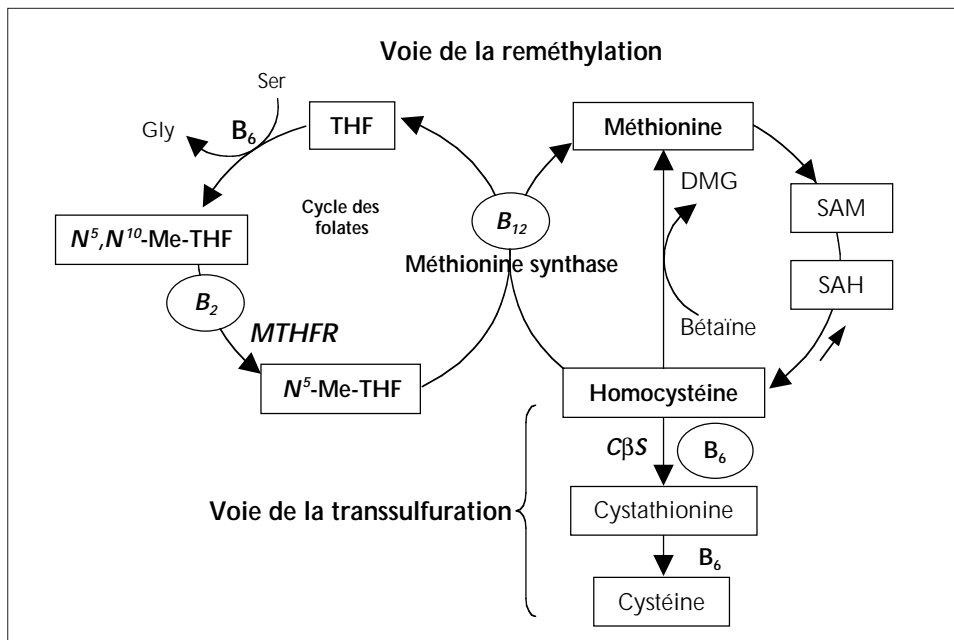 Voie de la reméthylation
Ser
Gly
B6
THF
Méthionine
DMG
Cycle des
folates
B12
SAM
N5,N10-Me-THF
Méthionine synthase
SAH
B2
Bétaïne
MTHFR
N5-Me-THF
Homocystéine
CβS
B6
Voie de la transsulfuration
Cystathionine
B6
Cystéine